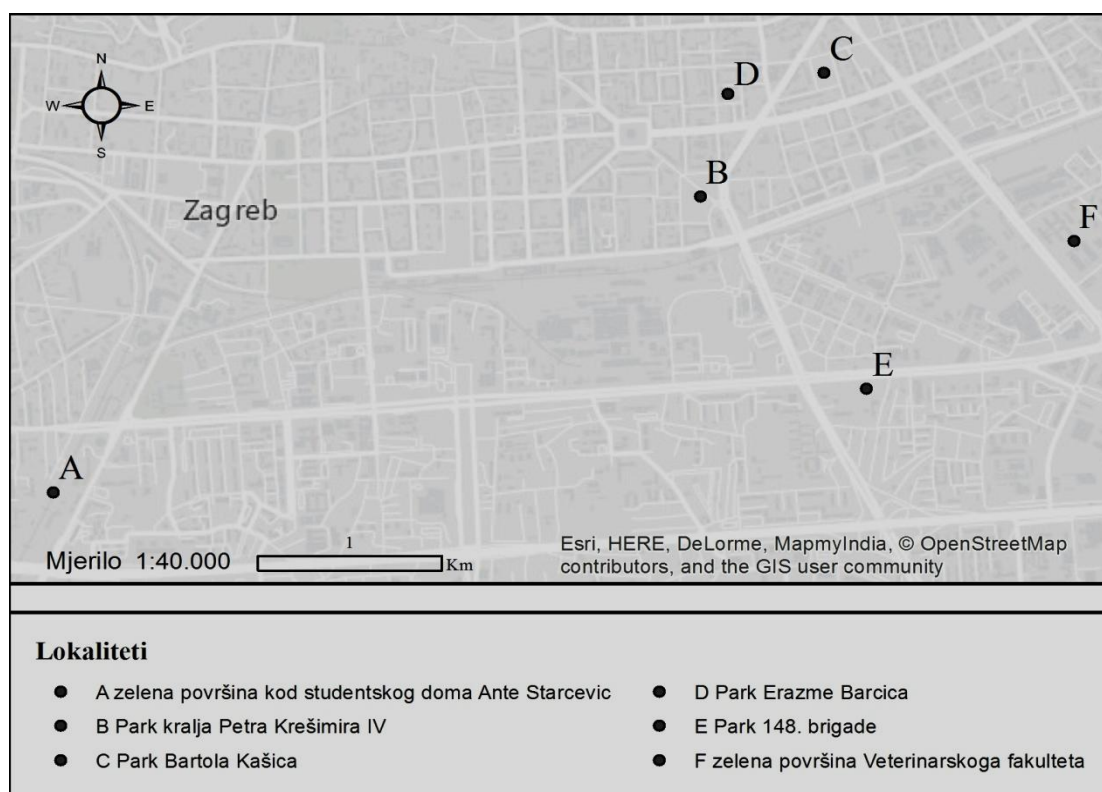 N
W E
S
Zagreb
C
D
B
F
E
A
1
Mjerilo 1:40.000 Km
Esri, HERE, DeLorme, MapmyIndia, © OpenStreetMap
contributors, and the GIS user community
Lokaliteti
A zelena površina kod studentskog doma Ante Starcevic
B Park kralja Petra Krešimira IV
C Park Bartola Kašica
D Park Erazme Barcica
E Park 148. brigade
F zelena površina Veterinarskoga fakulteta